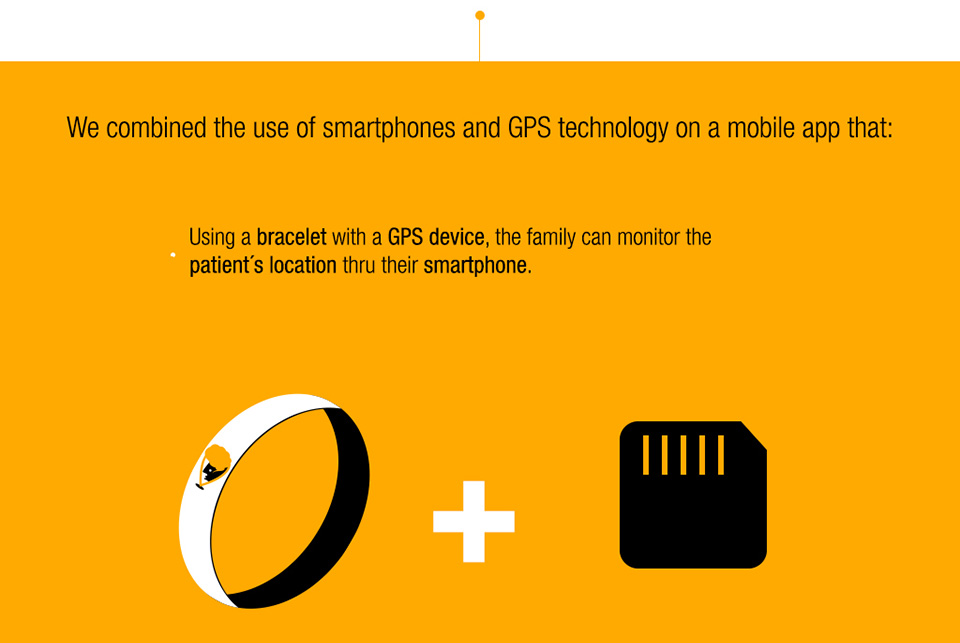 We combined the use of smartphones and GPS technology on a mobile app that:
Using a bracelet with a GPS device, the family can monitor the
patient´s location thru their smartphone.